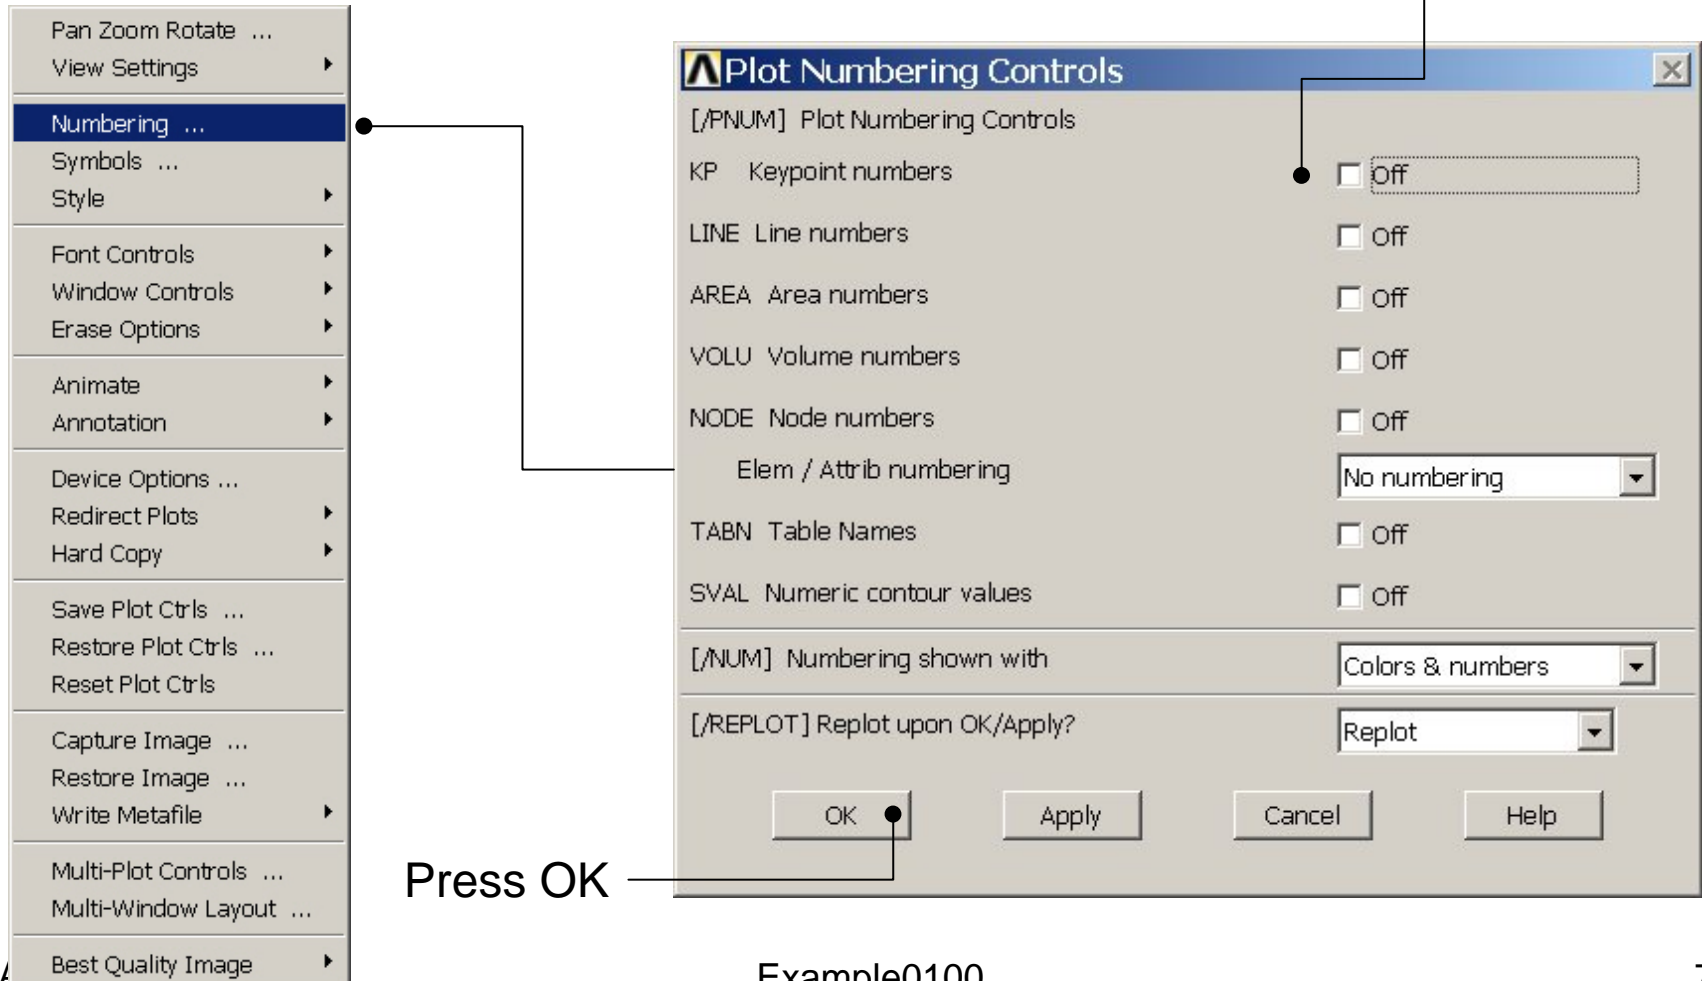 Pan Zoom Rotate ...
View Settings
Numbering ...
Symbols ...
Style
Font Controls
Window Controls
Erase Options
Animate
Annotation
Device Options ...
Redirect Plots
Hard Copy
Save Plot Ctrls ...
Restore Plot Ctrls ...
Reset Plot Ctrls
Capture Image ...
Restore Image ...
Write Metafile
Multi-Plot Controls ...
Multi-Window Layout ...
Best Quality Image
Plot Numbering Controls
[/PNUM] Plot Numbering Controls
KP Keypoint numbers Off
LINE Line numbers Off
AREA Area numbers Off
VOLU Volume numbers Off
NODE Node numbers Off
Elem / Attrib numbering No numbering
TABN Table Names Off
SVAL Numeric contour values Off
[/NUM] Numbering shown with Colors & numbers
[/REPLOT] Replot upon OK/Apply? Replot
OK Apply Cancel Help
Press OK
Example0100